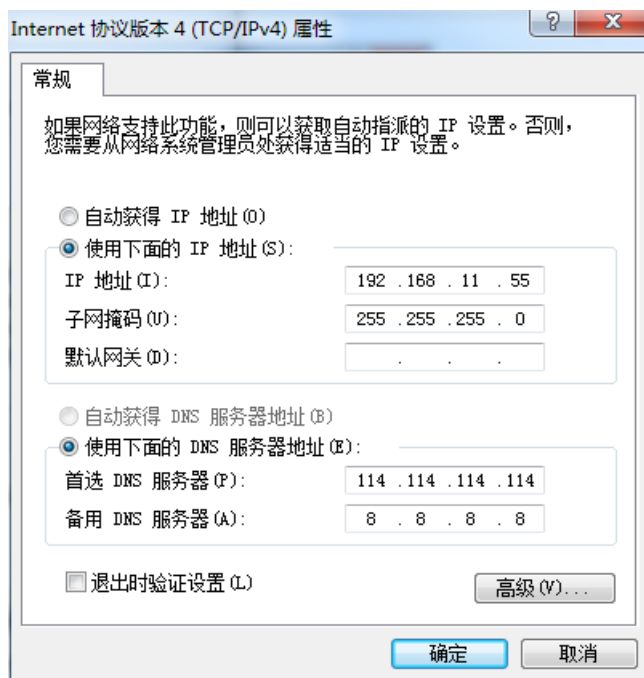 Internet 协议版本 4 (TCP/IPv4) 属性
常规
如果网络支持此功能，则可以获取自动指派的 IP 设置。否则，
您需要从网络系统管理员处获得适当的 IP 设置。
自动获得 IP 地址(O)
使用下面的 IP 地址(S):
IP 地址(I): 192 .168 . 11 . 55
子网掩码(U): 255 .255 .255 . 0
默认网关(D): . . .
自动获得 DNS 服务器地址(B)
使用下面的 DNS 服务器地址(E):
首选 DNS 服务器(P): 114 .114 .114 .114
备用 DNS 服务器(A): 8 . 8 . 8 . 8
退出时验证设置(L)
高级(V)...
确定 取消